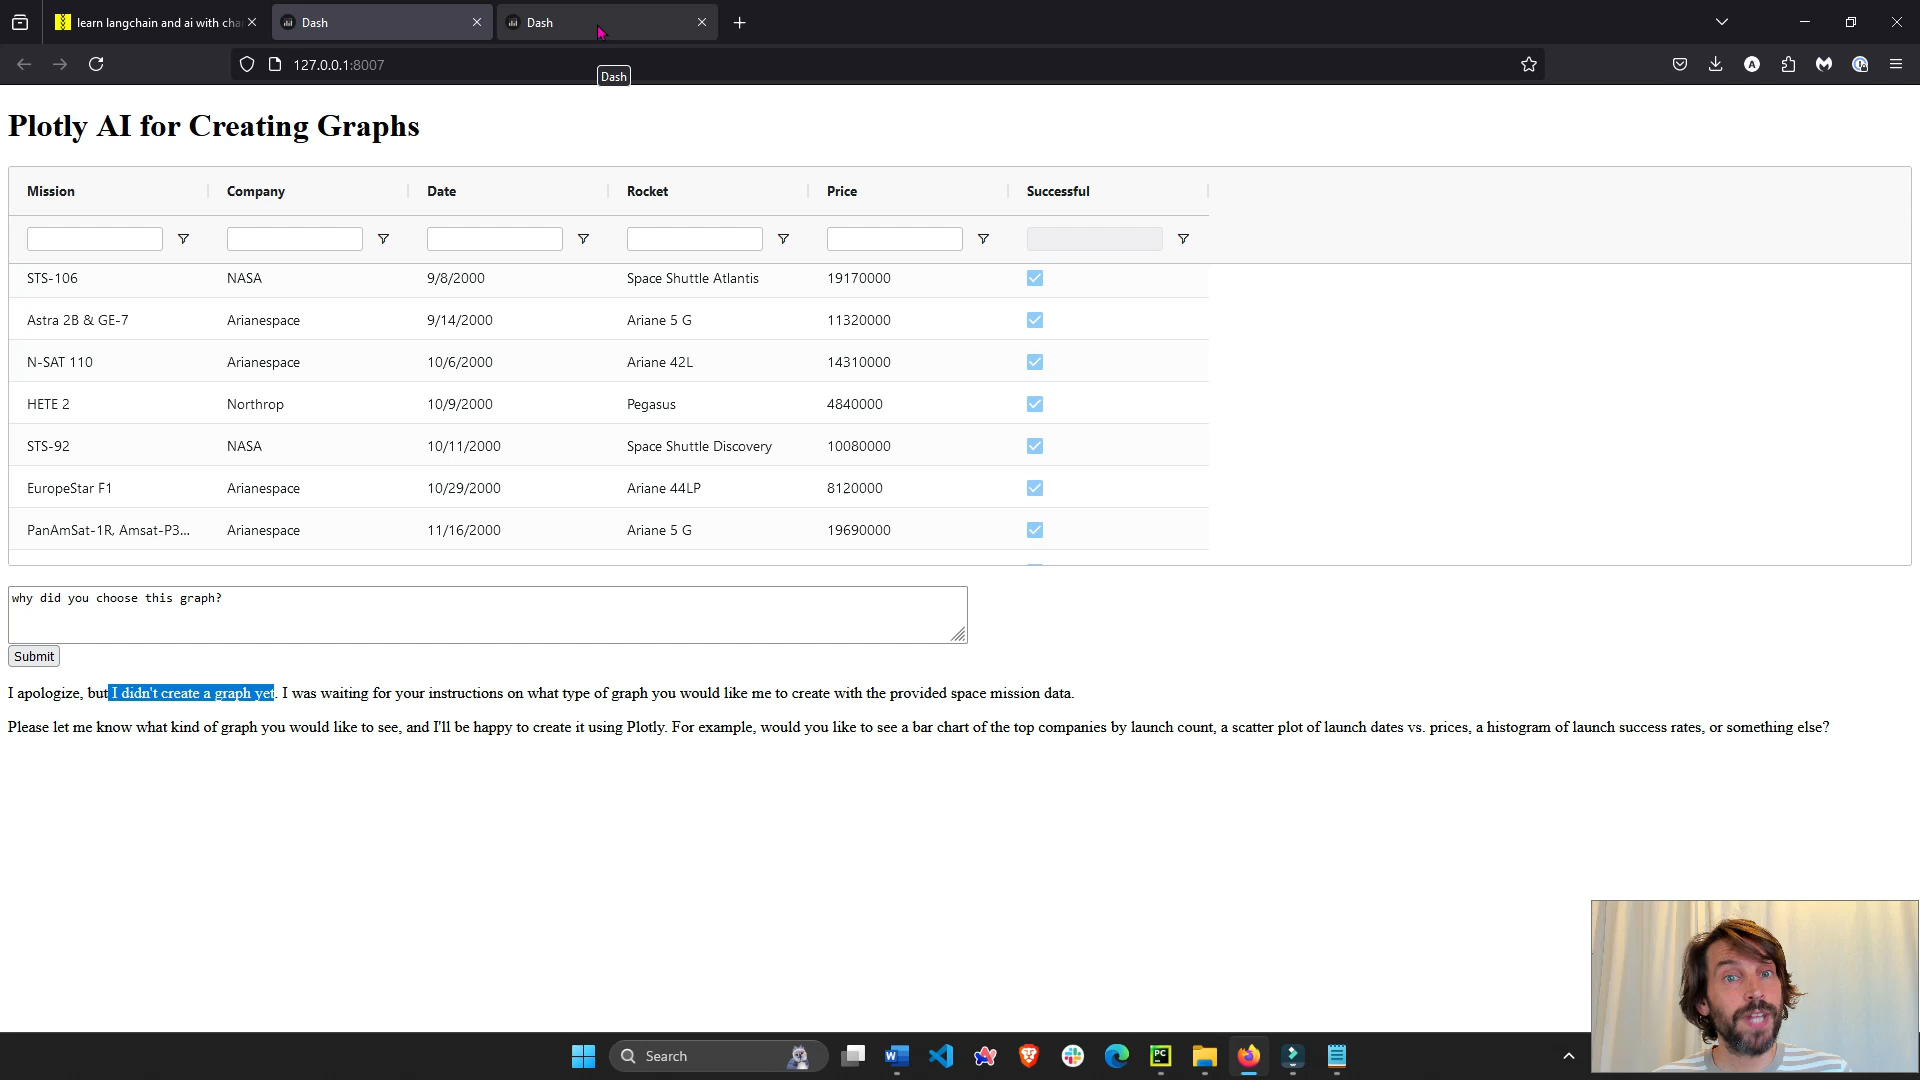 learn langchain and ai with cha
Dash
Dash
127.0.0.1:8007
Dash
Plotly AI for Creating Graphs
Mission Company Date Rocket Price Successful
STS-106 NASA 9/8/2000 Space Shuttle Atlantis 19170000
Astra 2B & GE-7 Arianespace 9/14/2000 Ariane 5 G 11320000
N-SAT 110 Arianespace 10/6/2000 Ariane 42L 14310000
HETE 2 Northrop 10/9/2000 Pegasus 4840000
STS-92 NASA 10/11/2000 Space Shuttle Discovery 10080000
EuropeStar F1 Arianespace 10/29/2000 Ariane 44LP 8120000
PanAmSat-1R, Amsat-P3... Arianespace 11/16/2000 Ariane 5 G 19690000
why did you choose this graph?
Submit
I apologize, but I didn't create a graph yet. I was waiting for your instructions on what type of graph you would like me to create with the provided space mission data.
Please let me know what kind of graph you would like to see, and I'll be happy to create it using Plotly. For example, would you like to see a bar chart of the top companies by launch count, a scatter plot of launch dates vs. prices, a histogram of launch success rates, or something else?
Search